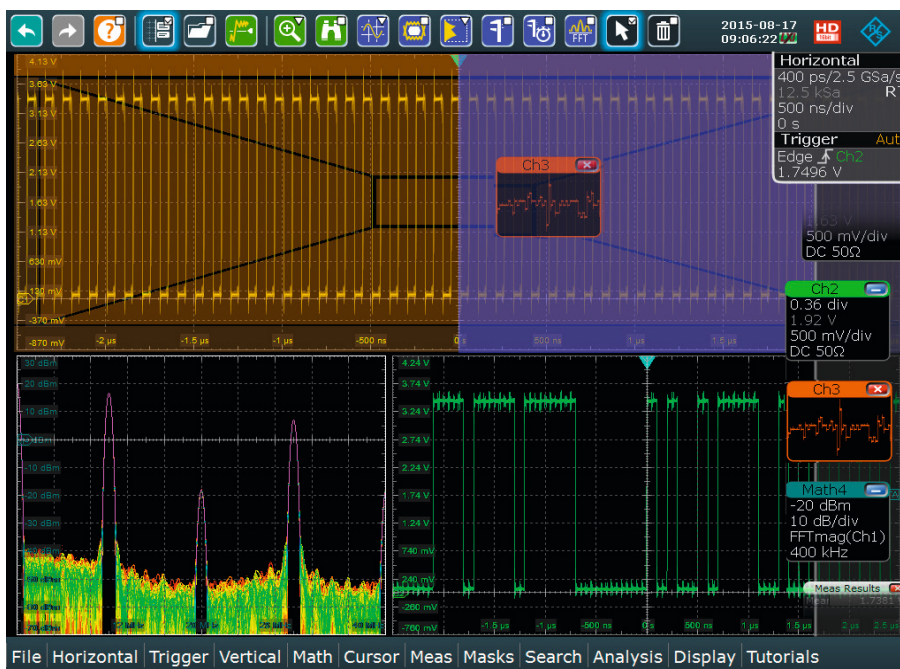 FFT
2015-08-17
09:06:22
HD
Horizontal
400 ps/2.5 GSa/s
12.5 kSa
500 ns/div
0 s
Trigger Aut
Edge Ch2
1.7496 V
4.13 V
3.63 V
3.13 V
2.63 V
2.13 V
1.63 V
1.13 V
630 mV
130 mV
-370 mV
-870 mV
-2 µs
-1.5 µs
-1 µs
-500 ns
0 s
500 ns
1 µs
1.5 µs
Ch3
1.63 V
500 mV/div
DC 50Ω
Ch2
0.36 div
1.92 V
500 mV/div
DC 50Ω
Ch3
Math4
-20 dBm
10 dB/div
FFTmag(Ch1)
400 kHz
Meas Results
1.7381
30 dBm
20 dBm
10 dBm
-10 dBm
-20 dBm
-30 dBm
4.24 V
3.74 V
3.24 V
2.74 V
2.24 V
1.74 V
1.24 V
740 mV
240 mV
-260 mV
-760 mV
-1.5 µs
-1 µs
-500 ns
0 s
500 ns
1 µs
1.5 µs
2 µs
2.5 µs
File Horizontal Trigger Vertical Math Cursor Meas Masks Search Analysis Display Tutorials